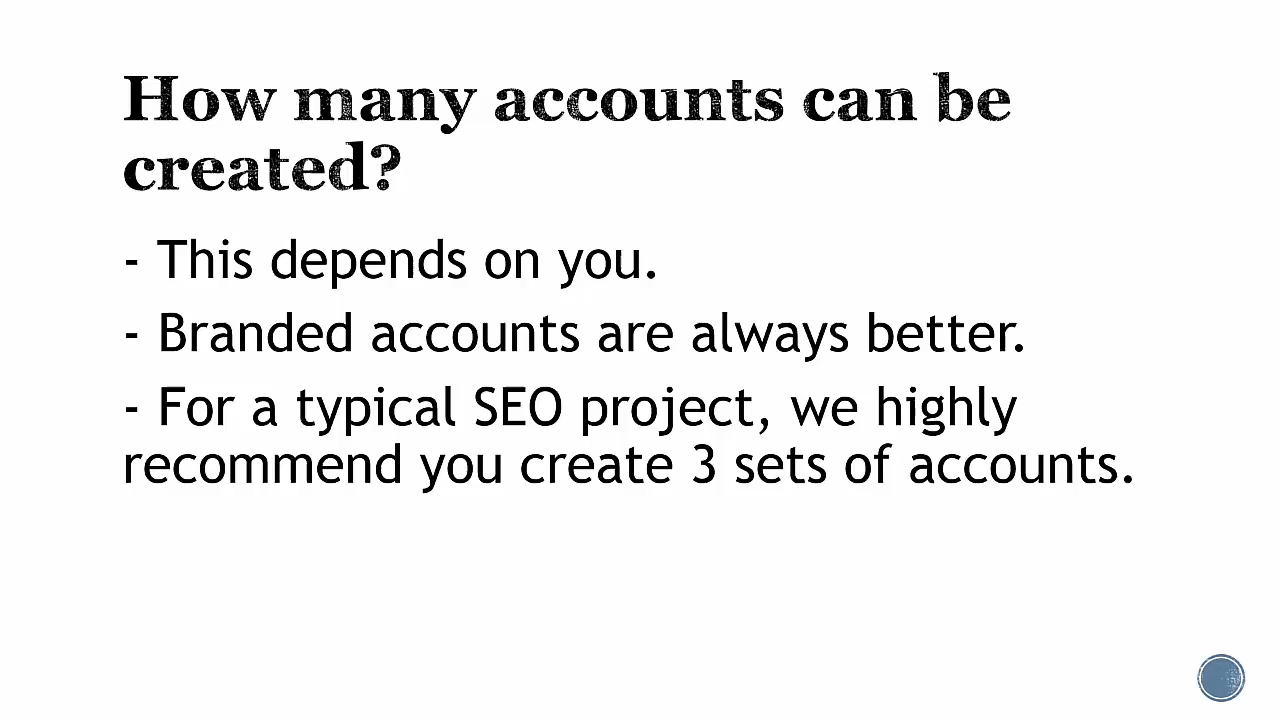 How many accounts can be
created?
- This depends on you.
- Branded accounts are always better.
- For a typical SEO project, we highly
recommend you create 3 sets of accounts.